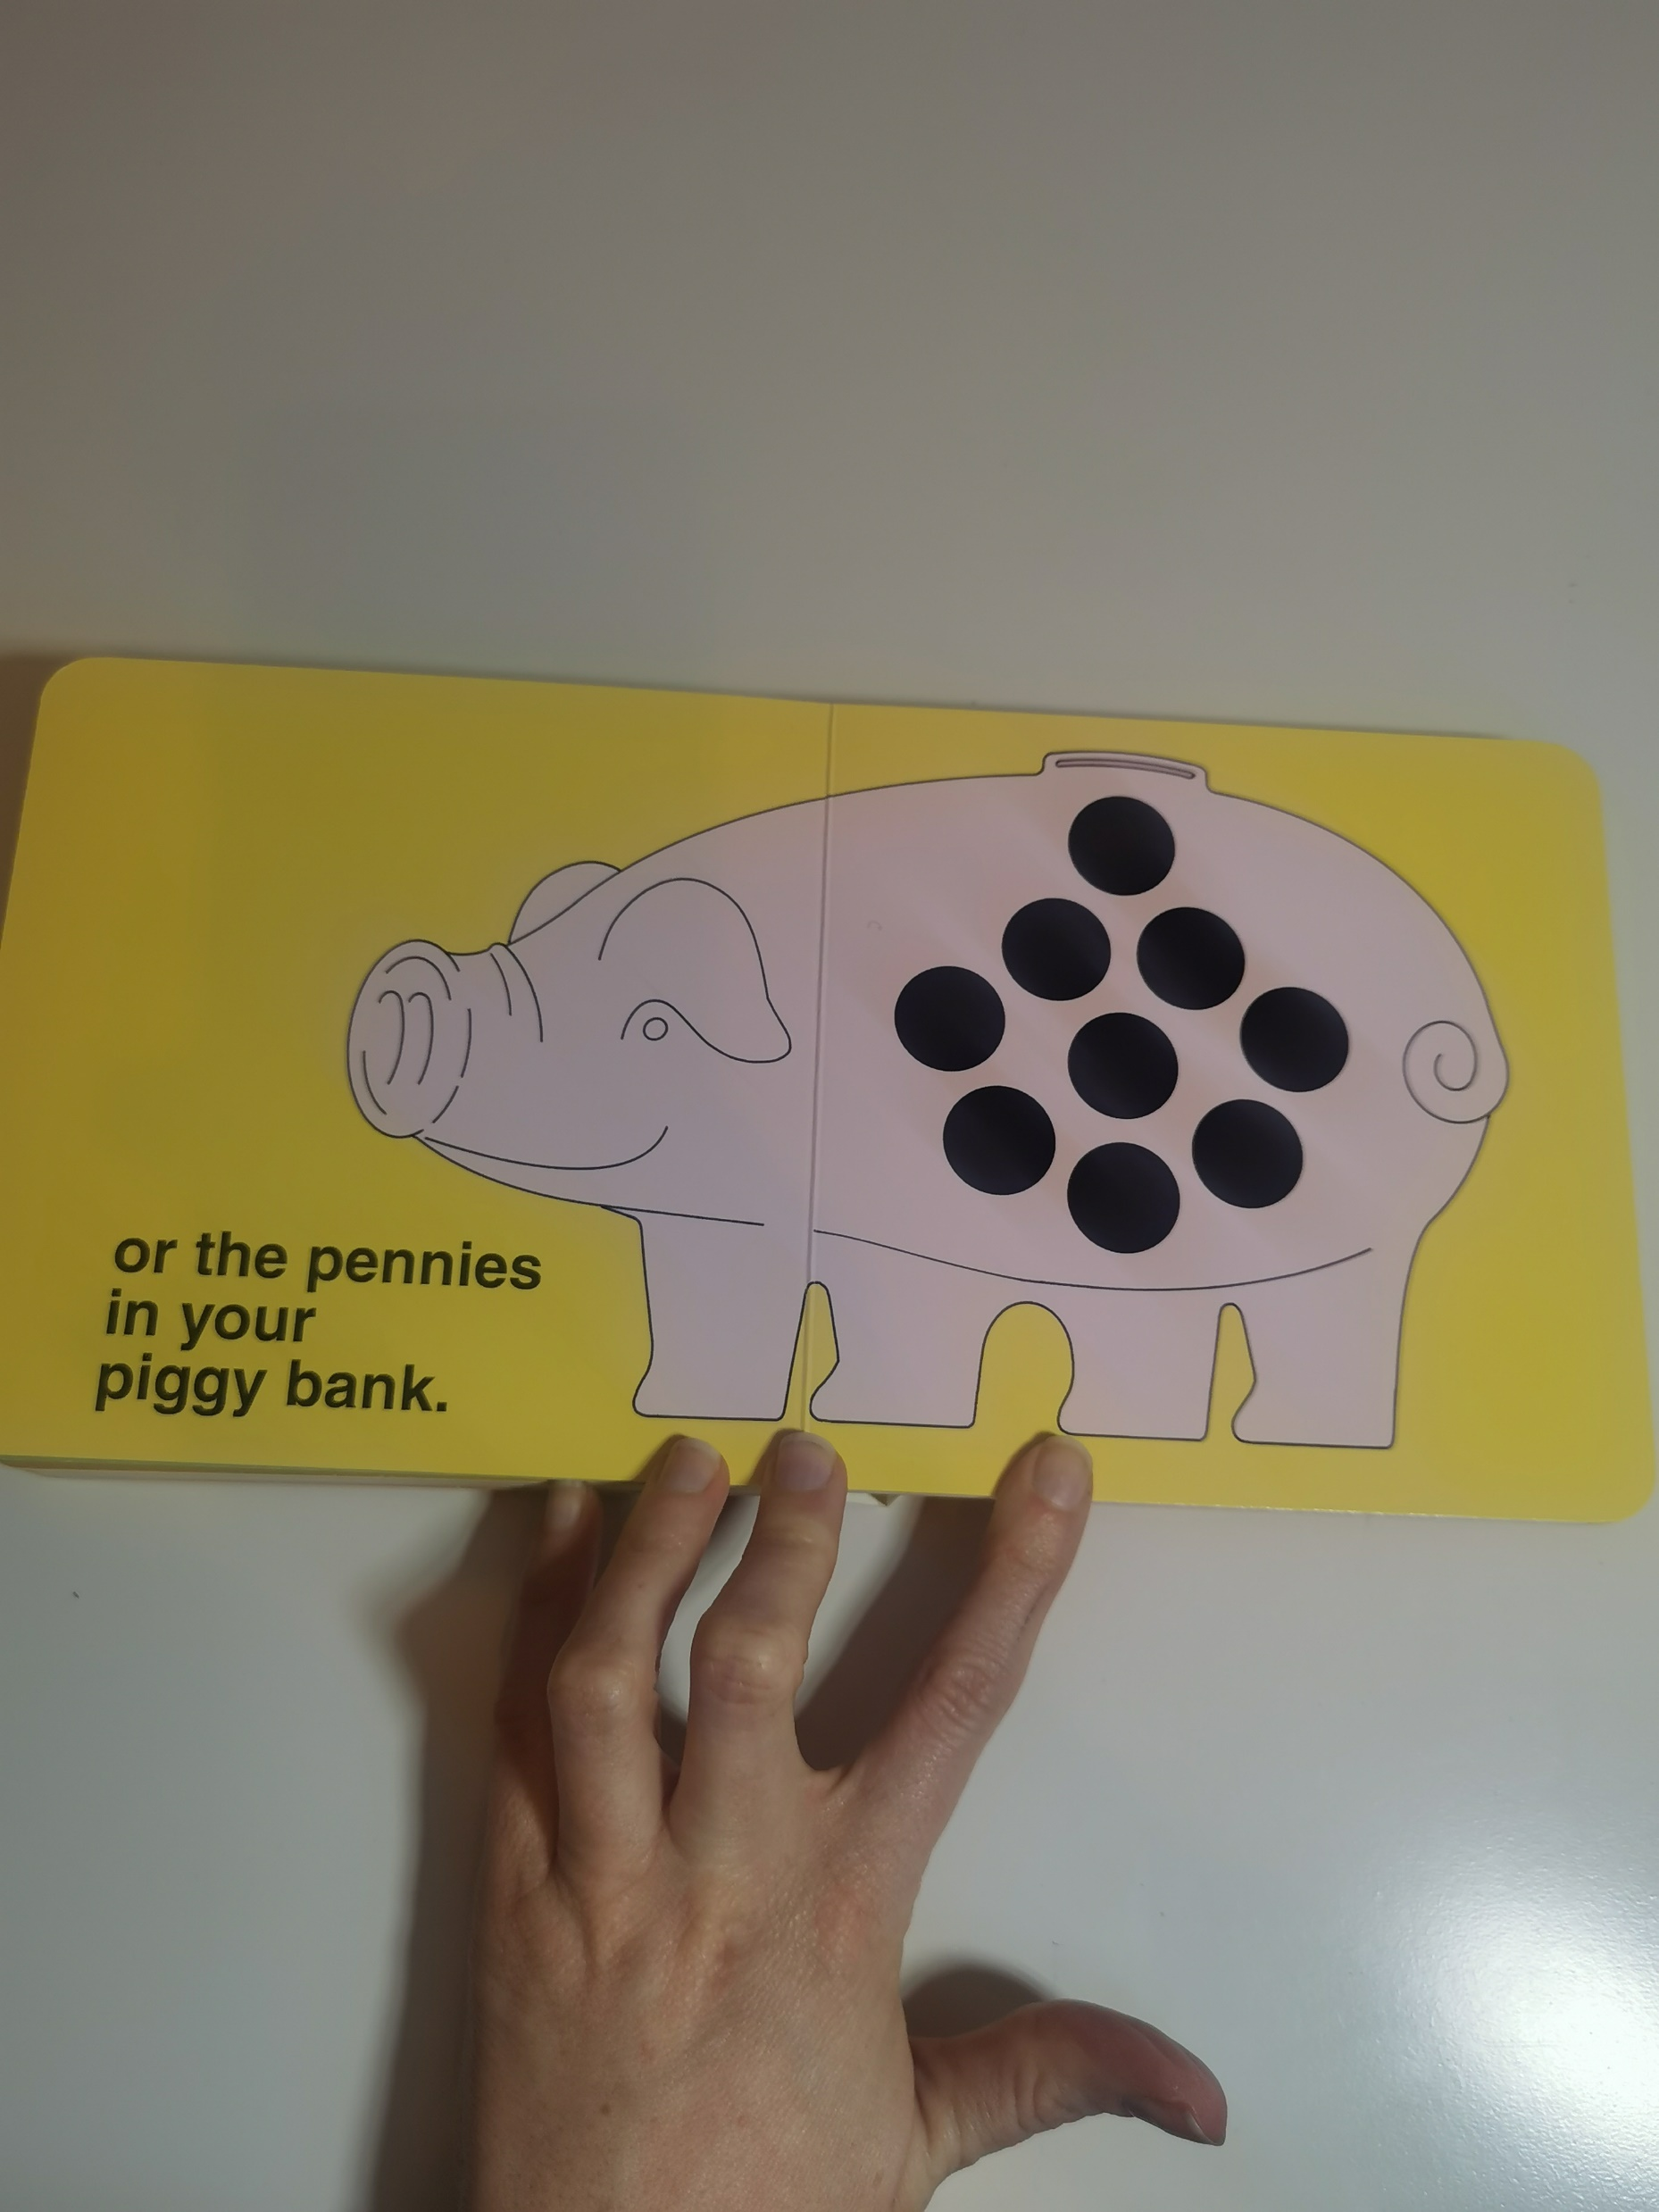 or the pennies
in your
piggy bank.